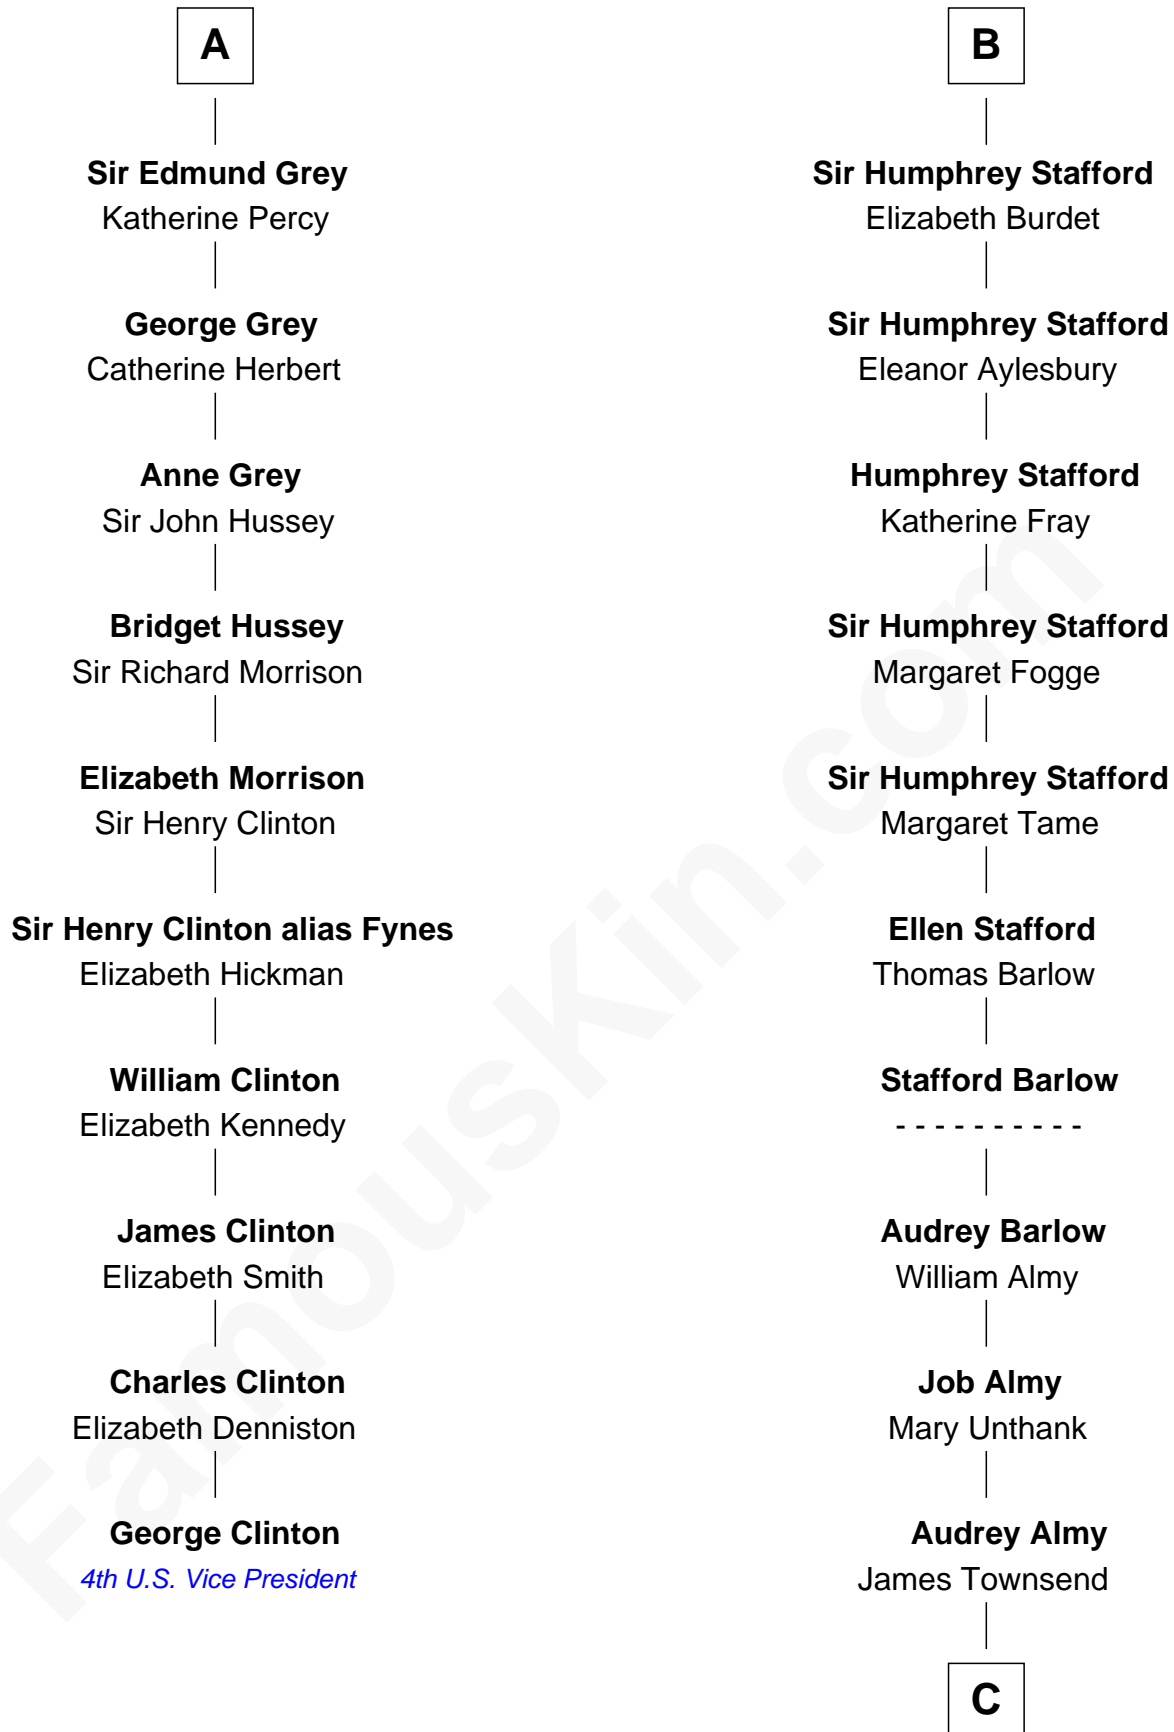 A
Sir Edmund Grey
Katherine Percy
George Grey
Catherine Herbert
Anne Grey
Sir John Hussey
Bridget Hussey
Sir Richard Morrison
Elizabeth Morrison
Sir Henry Clinton
Sir Henry Clinton alias Fynes
Elizabeth Hickman
William Clinton
Elizabeth Kennedy
James Clinton
Elizabeth Smith
Charles Clinton
Elizabeth Denniston
George Clinton
4th U.S. Vice President
B
Sir Humphrey Stafford
Elizabeth Burdet
Sir Humphrey Stafford
Eleanor Aylesbury
Humphrey Stafford
Katherine Fray
Sir Humphrey Stafford
Margaret Fogge
Sir Humphrey Stafford
Margaret Tame
Ellen Stafford
Thomas Barlow
Stafford Barlow
- - - - - - - - - -
Audrey Barlow
William Almy
Job Almy
Mary Unthank
Audrey Almy
James Townsend
C
FamousKin.com